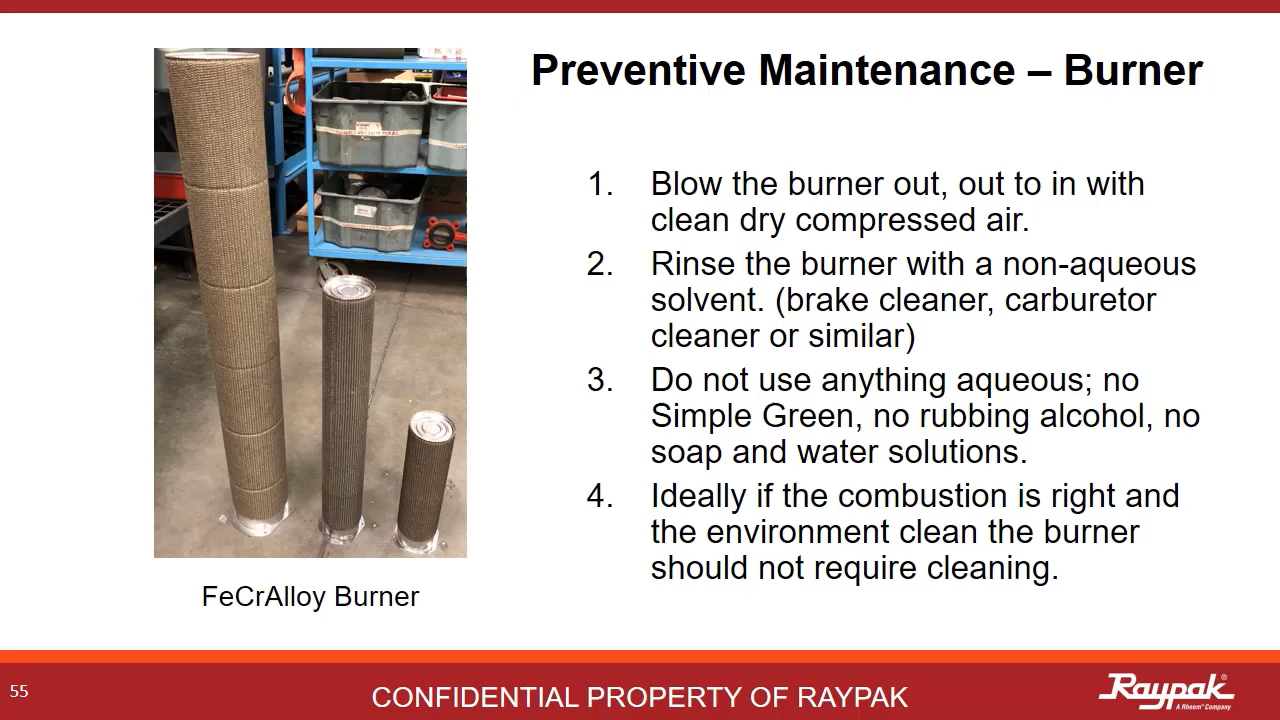 Preventive Maintenance – Burner
1. Blow the burner out, out to in with
clean dry compressed air.
2. Rinse the burner with a non-aqueous
solvent. (brake cleaner, carburetor
cleaner or similar)
3. Do not use anything aqueous; no
Simple Green, no rubbing alcohol, no
soap and water solutions.
4. Ideally if the combustion is right and
the environment clean the burner
should not require cleaning.
FeCrAlloy Burner
55
CONFIDENTIAL PROPERTY OF RAYPAK
Raypak®
A Rheem® Company